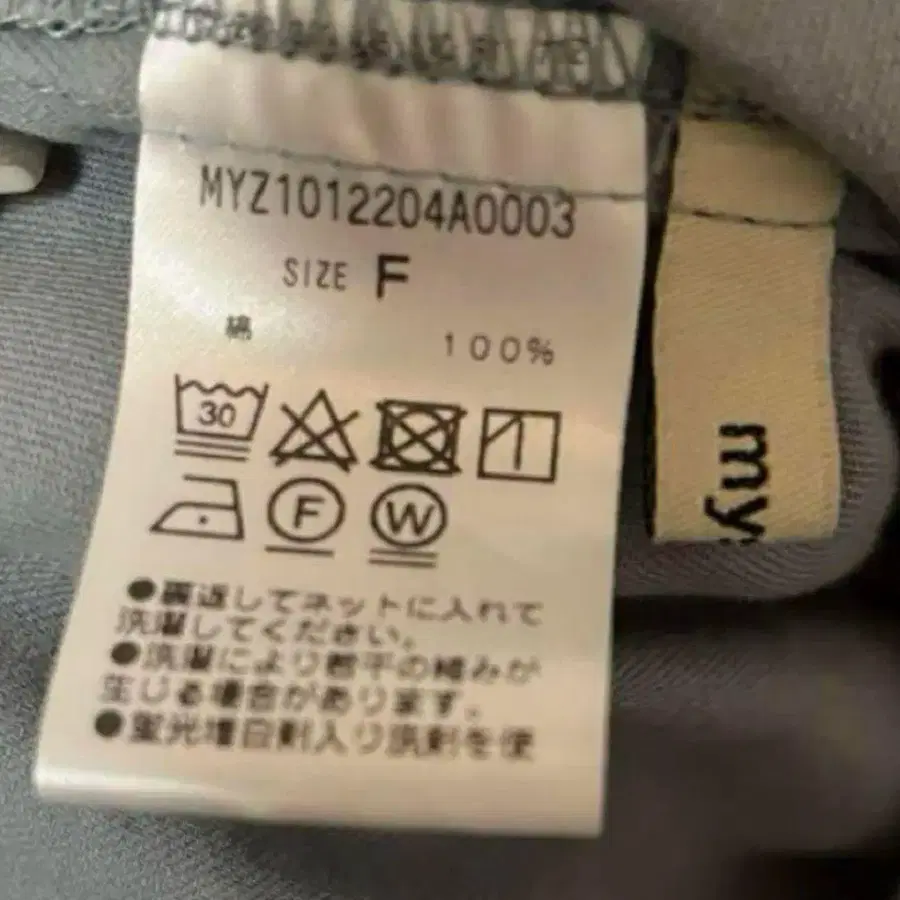 MYZ1012204A0003
SIZE F
綿 100%
30
F W
●裏返してネットに入れて
洗濯してください。
●洗濯により若干の縮みが
生じる場合があります。
●蛍光増白剤入り洗剤を使
my